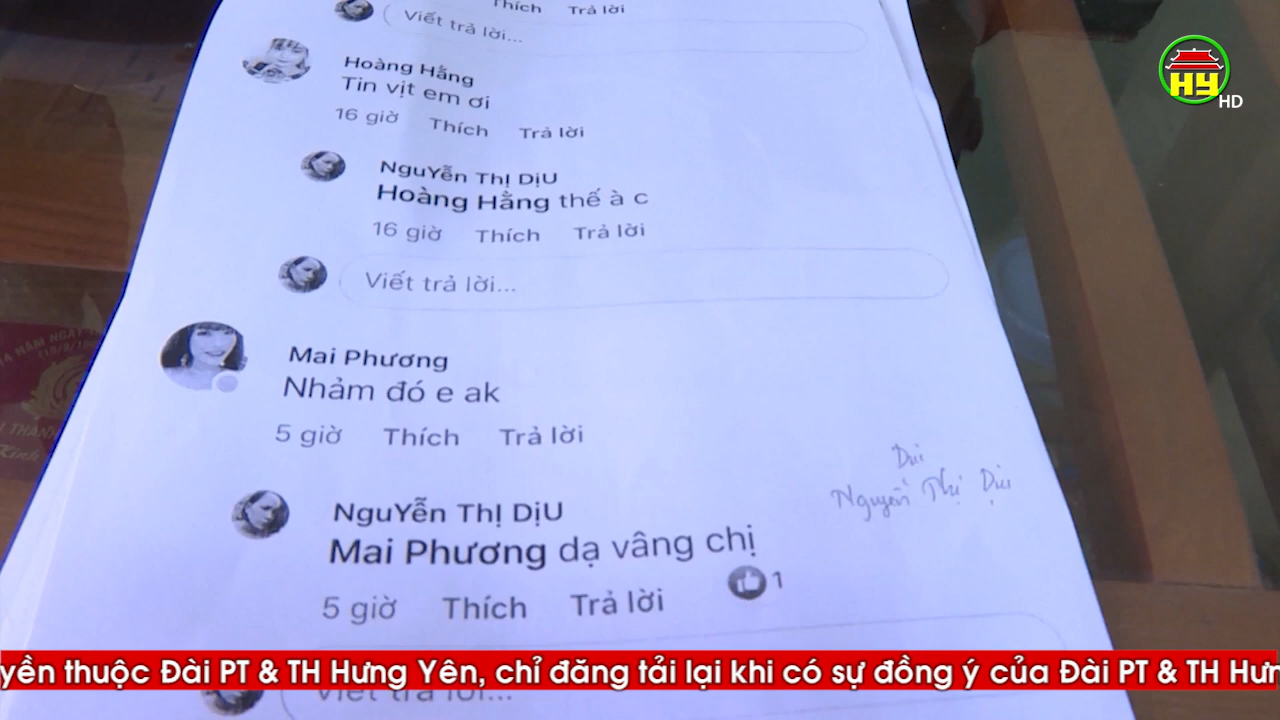 Thích Trả lời
Viết trả lời...
HY HD
Hoàng Hằng
Tin vịt em ơi
16 giờ Thích Trả lời
NguYễn ThỊ DịU
Hoàng Hằng thế à c
16 giờ Thích Trả lời
Viết trả lời...
Mai Phương
Nhảm đó e ak
5 giờ Thích Trả lời
Dịu
Nguyễn Thị Dịu
NguYễn ThỊ DịU
Mai Phương dạ vâng chị
1
5 giờ Thích Trả lời
yền thuộc Đài PT & TH Hưng Yên, chỉ đăng tải lại khi có sự đồng ý của Đài PT & TH Hưn
Viết trả lời...